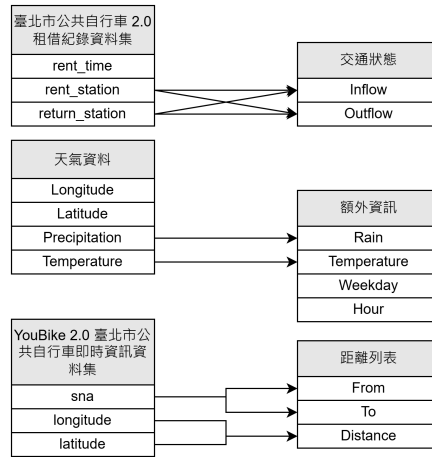 臺北市公共自行車 2.0
租借紀錄資料集
rent_time
rent_station
return_station
交通狀態
Inflow
Outflow
天氣資料
Longitude
Latitude
Precipitation
Temperature
額外資訊
Rain
Temperature
Weekday
Hour
YouBike 2.0 臺北市公
共自行車即時資訊資
料集
sna
longitude
latitude
距離列表
From
To
Distance